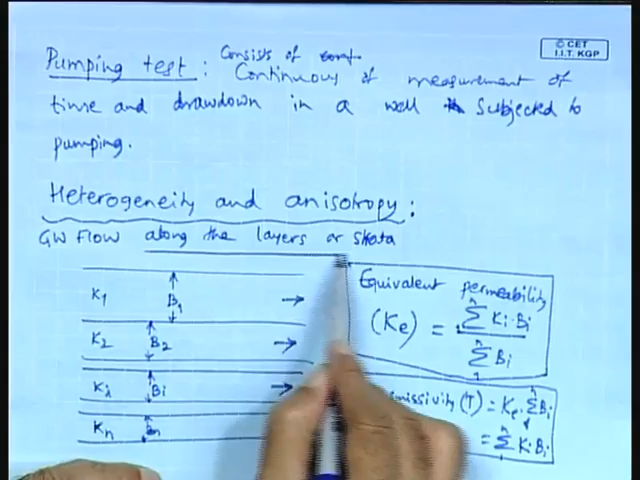 © CET
I.I.T. KGP
Pumping test : Consists of
Continuous of measurement of
time and drawdown in a well Subjected to
pumping.
Heterogeneity and anisotropy :
GW FLOW along the layers or strata
K1 B1 →
K2 B2 →
Ki Bi →
Kn
Equivalent permeability
(Ke) = Σ Ki·Bi / Σ Bi
(T) = Ke· Σ Bi
= Σ Ki Bi